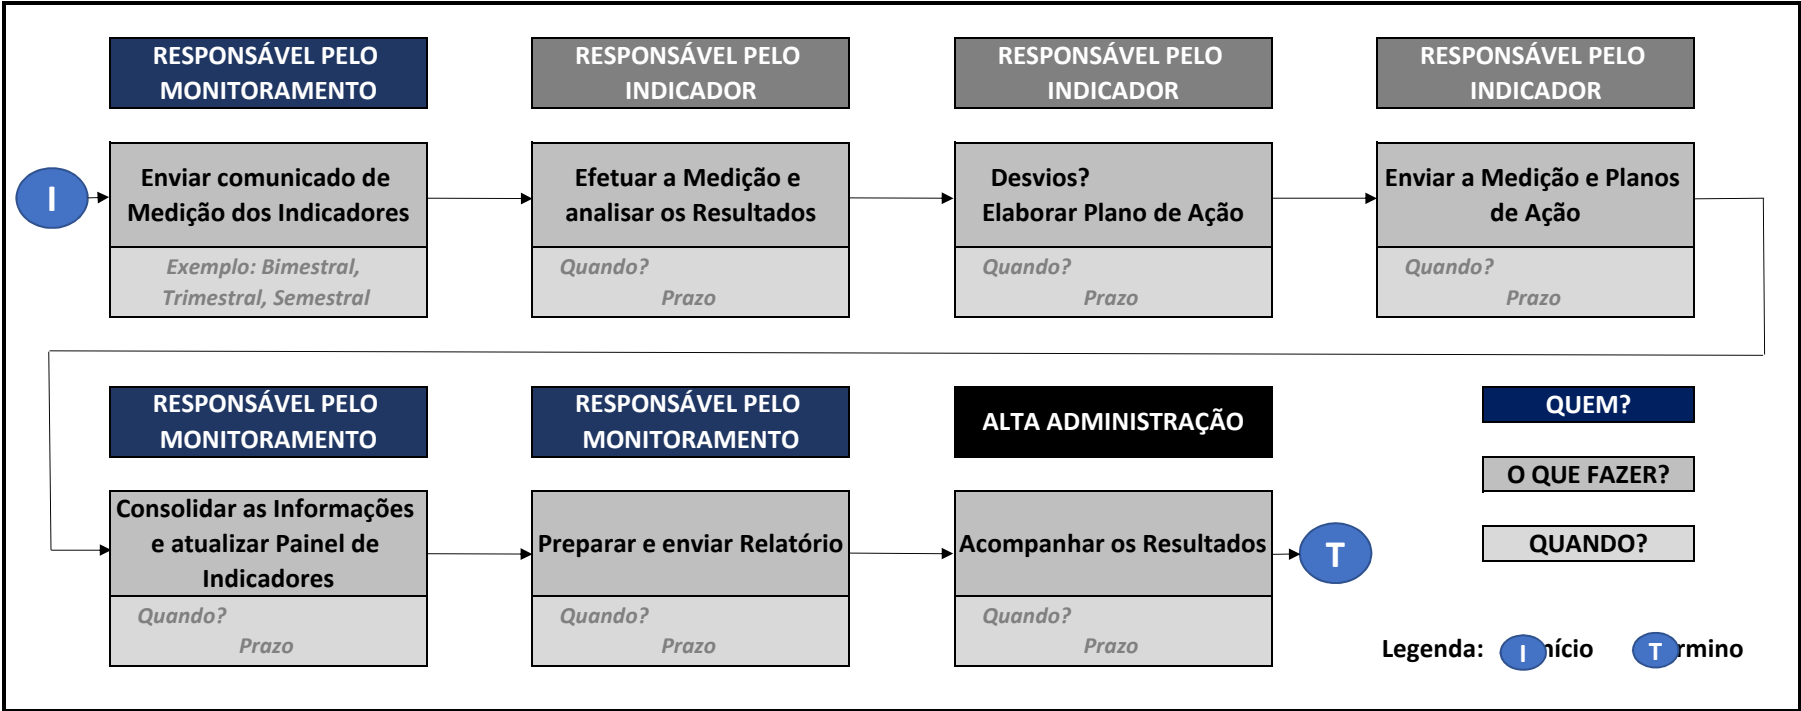 RESPONSÁVEL PELO
MONITORAMENTO
RESPONSÁVEL PELO
INDICADOR
RESPONSÁVEL PELO
INDICADOR
RESPONSÁVEL PELO
INDICADOR
I
Enviar comunicado de
Medição dos Indicadores
Exemplo: Bimestral,
Trimestral, Semestral
Efetuar a Medição e
analisar os Resultados
Quando?
Prazo
Desvios?
Elaborar Plano de Ação
Quando?
Prazo
Enviar a Medição e Planos
de Ação
Quando?
Prazo
RESPONSÁVEL PELO
MONITORAMENTO
RESPONSÁVEL PELO
MONITORAMENTO
ALTA ADMINISTRAÇÃO
Consolidar as Informações
e atualizar Painel de
Indicadores
Quando?
Prazo
Preparar e enviar Relatório
Quando?
Prazo
Acompanhar os Resultados
Quando?
Prazo
T
QUEM?
O QUE FAZER?
QUANDO?
Legenda: I nício T rmino